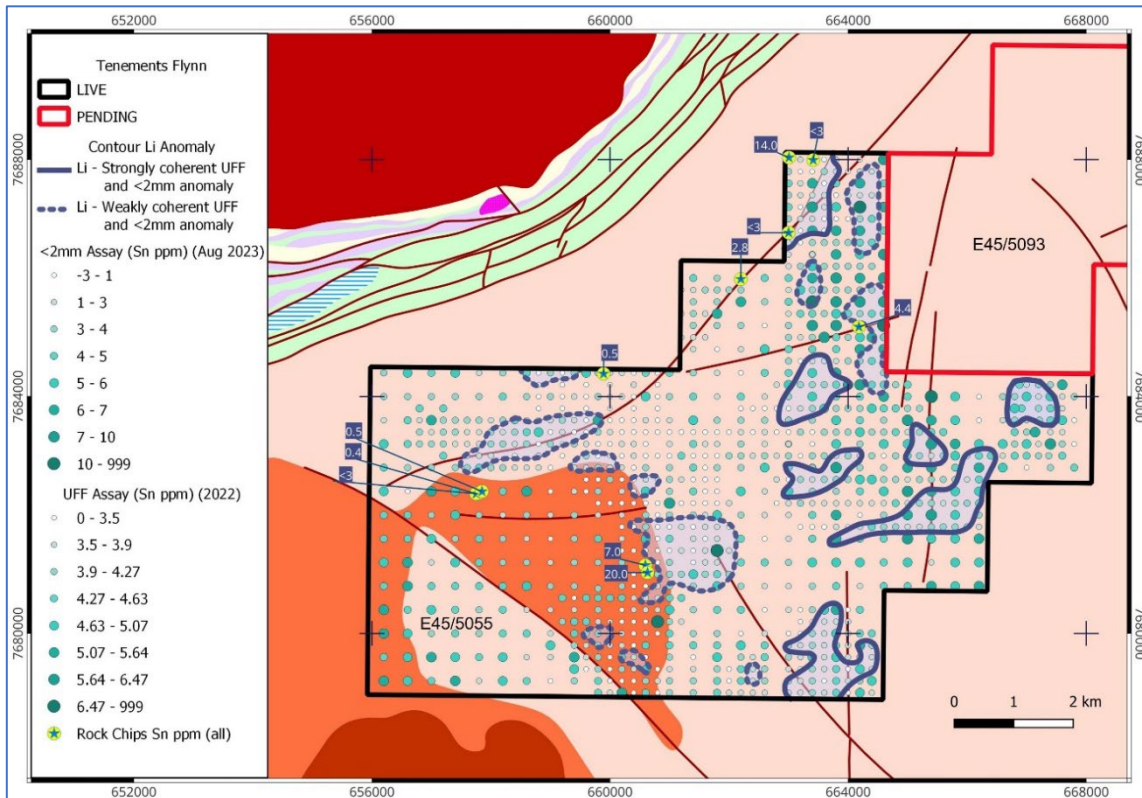 652000
656000
660000
664000
668000
Tenements Flynn
LIVE
PENDING
Contour Li Anomaly
Li - Strongly coherent UFF
and <2mm anomaly
Li - Weakly coherent UFF
and <2mm anomaly
<2mm Assay (Sn ppm) (Aug 2023)
-3 - 1
1 - 3
3 - 4
4 - 5
5 - 6
6 - 7
7 - 10
10 - 999
UFF Assay (Sn ppm) (2022)
0 - 3.5
3.5 - 3.9
3.9 - 4.27
4.27 - 4.63
4.63 - 5.07
5.07 - 5.64
5.64 - 6.47
6.47 - 999
Rock Chips Sn ppm (all)
7688000
7684000
7680000
14.0
<3
<3
2.8
4.4
0.5
0.5
0.4
<3
7.0
20.0
E45/5093
E45/5055
7688000
7684000
7680000
0 1 2 km
652000
656000
660000
664000
668000